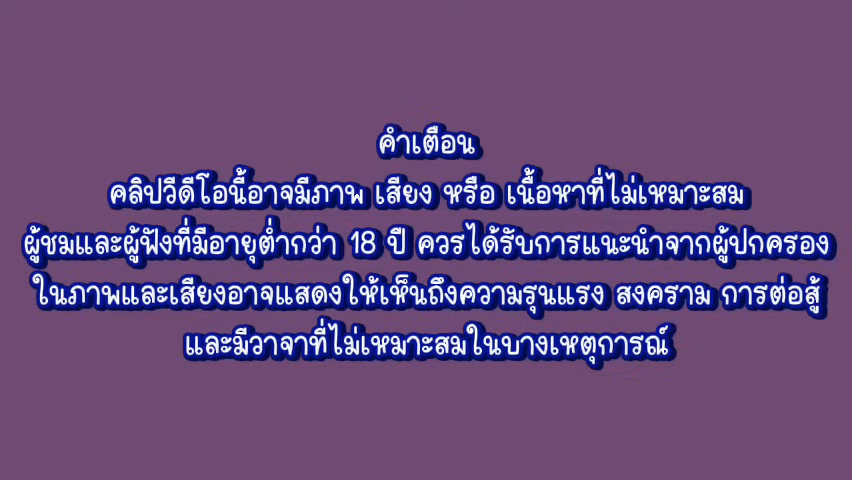 คำเตือน
คลิปวีดีโอนี้อาจมีภาพ เสียง หรือ เนื้อหาที่ไม่เหมาะสม
ผู้ชมและผู้ฟังที่มีอายุต่ำกว่า 18 ปี ควรได้รับการแนะนำจากผู้ปกครอง
ในภาพและเสียงอาจแสดงให้เห็นถึงความรุนแรง สงคราม การต่อสู้
และมีวาจาที่ไม่เหมาะสมในบางเหตุการณ์